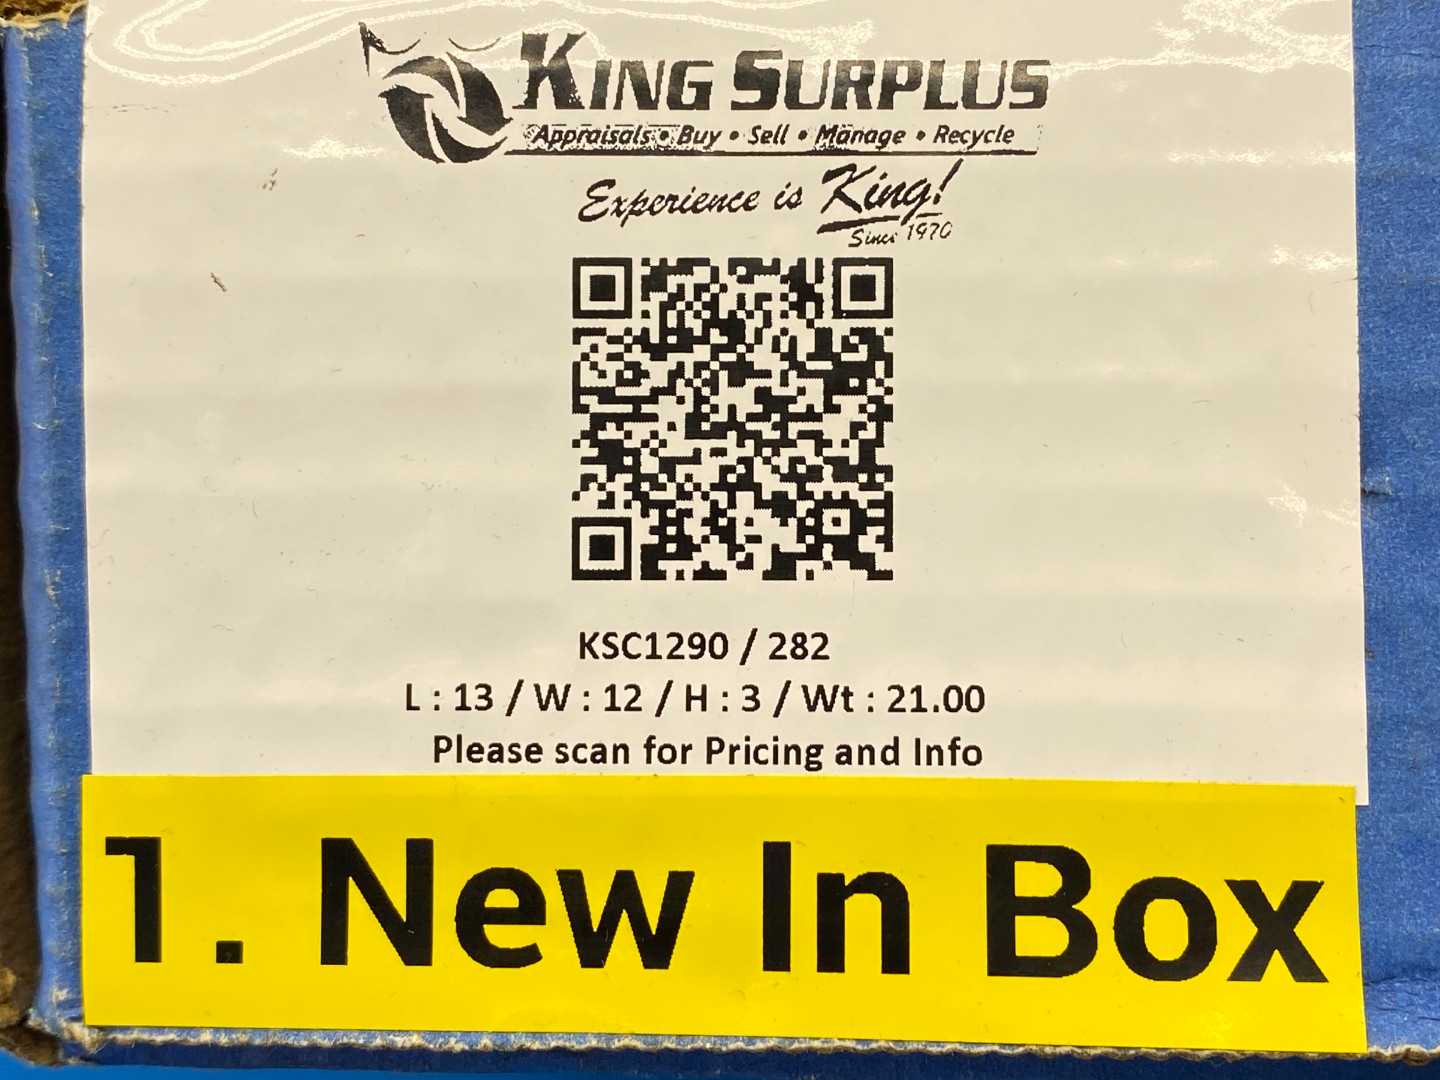 KING SURPLUS
Appraisals • Buy • Sell • Manage • Recycle
Experience is King!
Since 1970
KSC1290 / 282
L : 13 / W : 12 / H : 3 / Wt : 21.00
Please scan for Pricing and Info
1. New In Box